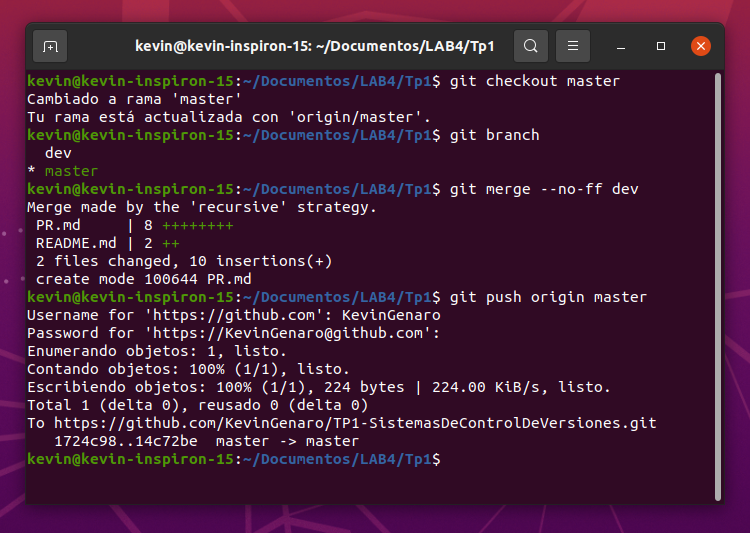 kevin@kevin-inspiron-15: ~/Documentos/LAB4/Tp1
kevin@kevin-inspiron-15:~/Documentos/LAB4/Tp1$ git checkout master
Cambiado a rama 'master'
Tu rama está actualizada con 'origin/master'.
kevin@kevin-inspiron-15:~/Documentos/LAB4/Tp1$ git branch
  dev
* master
kevin@kevin-inspiron-15:~/Documentos/LAB4/Tp1$ git merge --no-ff dev
Merge made by the 'recursive' strategy.
 PR.md     | 8 ++++++++
 README.md | 2 ++
 2 files changed, 10 insertions(+)
 create mode 100644 PR.md
kevin@kevin-inspiron-15:~/Documentos/LAB4/Tp1$ git push origin master
Username for 'https://github.com': KevinGenaro
Password for 'https://KevinGenaro@github.com':
Enumerando objetos: 1, listo.
Contando objetos: 100% (1/1), listo.
Escribiendo objetos: 100% (1/1), 224 bytes | 224.00 KiB/s, listo.
Total 1 (delta 0), reusado 0 (delta 0)
To https://github.com/KevinGenaro/TP1-SistemasDeControlDeVersiones.git
   1724c98..14c72be  master -> master
kevin@kevin-inspiron-15:~/Documentos/LAB4/Tp1$